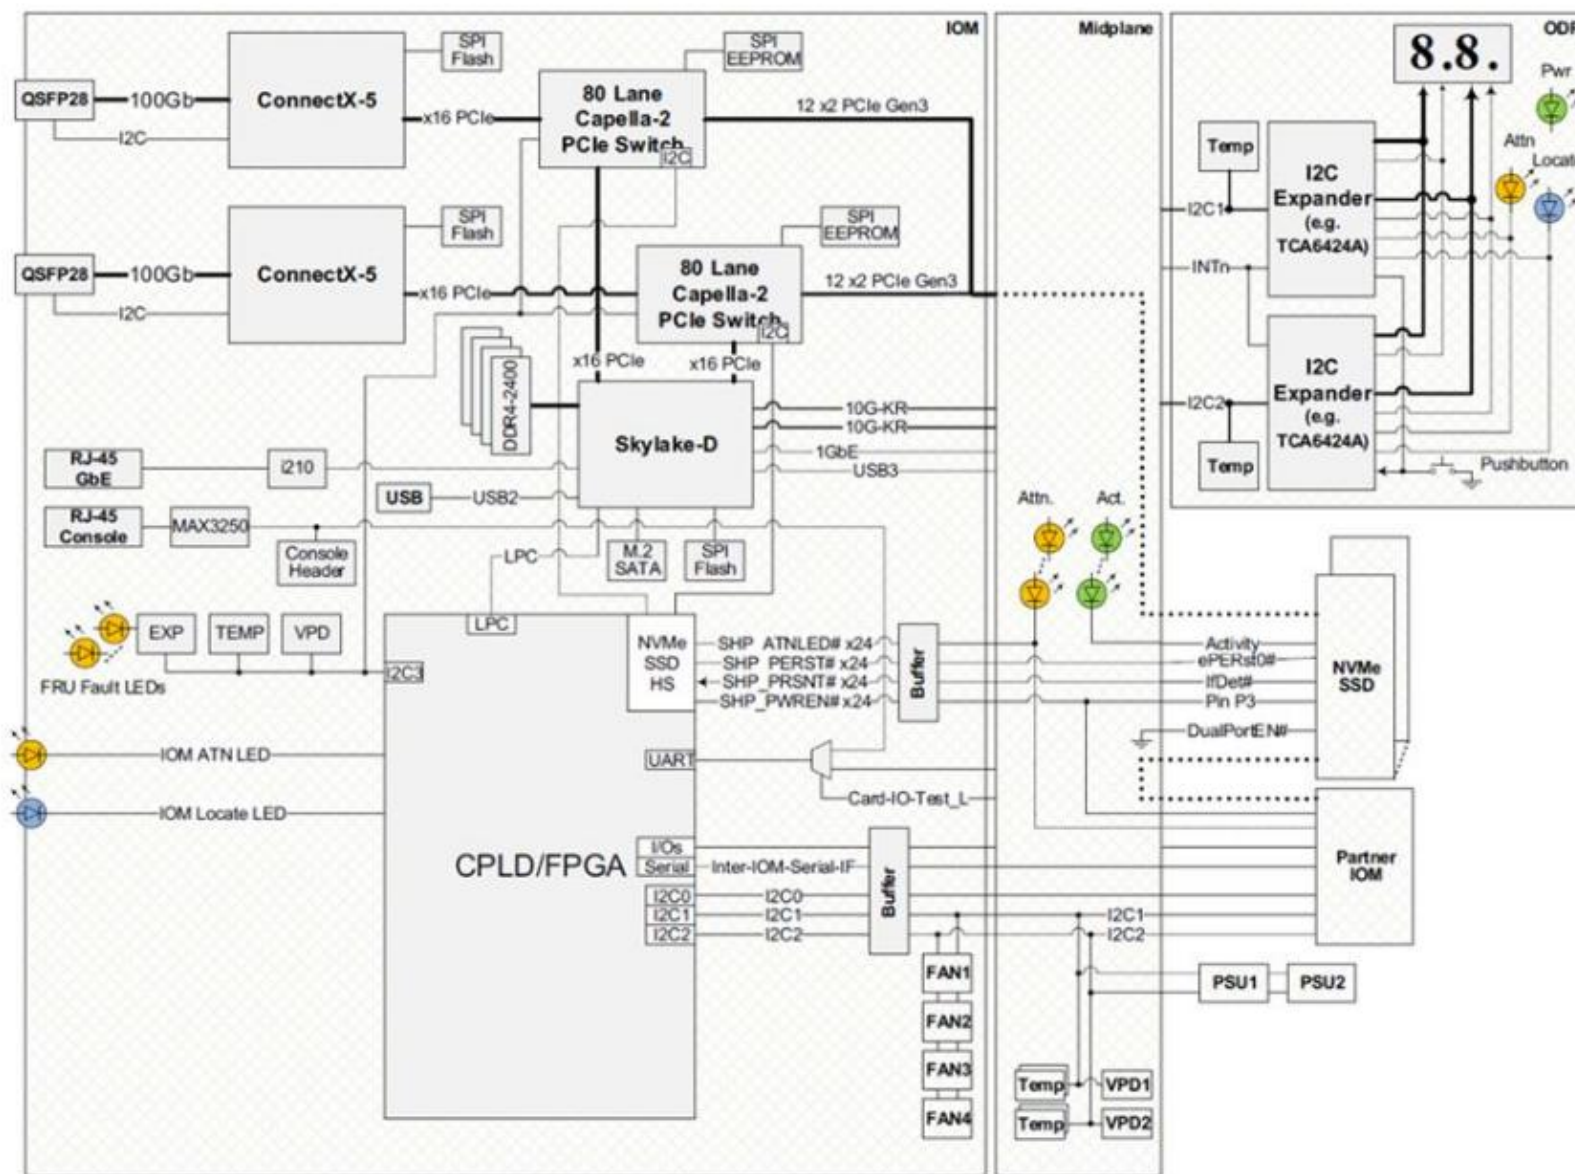 IOM
Midplane
ODP
SPI
Flash
SPI
EEPROM
QSFP28
100Gb
ConnectX-5
I2C
x16 PCIe
80 Lane
Capella-2
PCIe Switch
I2C
12 x2 PCIe Gen3
SPI
Flash
SPI
EEPROM
QSFP28
100Gb
ConnectX-5
I2C
x16 PCIe
80 Lane
Capella-2
PCIe Switch
I2C
12 x2 PCIe Gen3
x16 PCIe
x16 PCIe
DDR4-2400
Skylake-D
10G-KR
10G-KR
1GbE
USB3
RJ-45
GbE
i210
USB
USB2
RJ-45
Console
MAX3250
Console
Header
LPC
M.2
SATA
SPI
Flash
EXP
TEMP
VPD
FRU Fault LEDs
IOM ATN LED
IOM Locate LED
LPC
I2C3
NVMe
SSD
HS
SHP_ATNLED# x24
SHP_PERST# x24
SHP_PRSNT# x24
SHP_PWREN# x24
Buffer
UART
Card-IO-Test_L
CPLD/FPGA
I/Os
Serial
Inter-IOM-Serial-IF
I2C0
I2C0
I2C1
I2C1
I2C2
I2C2
Buffer
FAN1
FAN2
FAN3
FAN4
Attn.
Act.
Temp
VPD1
Temp
VPD2
8.8.
Pwr
Attn
Locate
Temp
I2C1
I2C
Expander
(e.g.
TCA6424A)
INTn
I2C2
I2C
Expander
(e.g.
TCA6424A)
Temp
Pushbutton
Activity
ePERst0#
IfDet#
Pin P3
DualPortEN#
NVMe
SSD
Partner
IOM
I2C1
I2C2
PSU1
PSU2